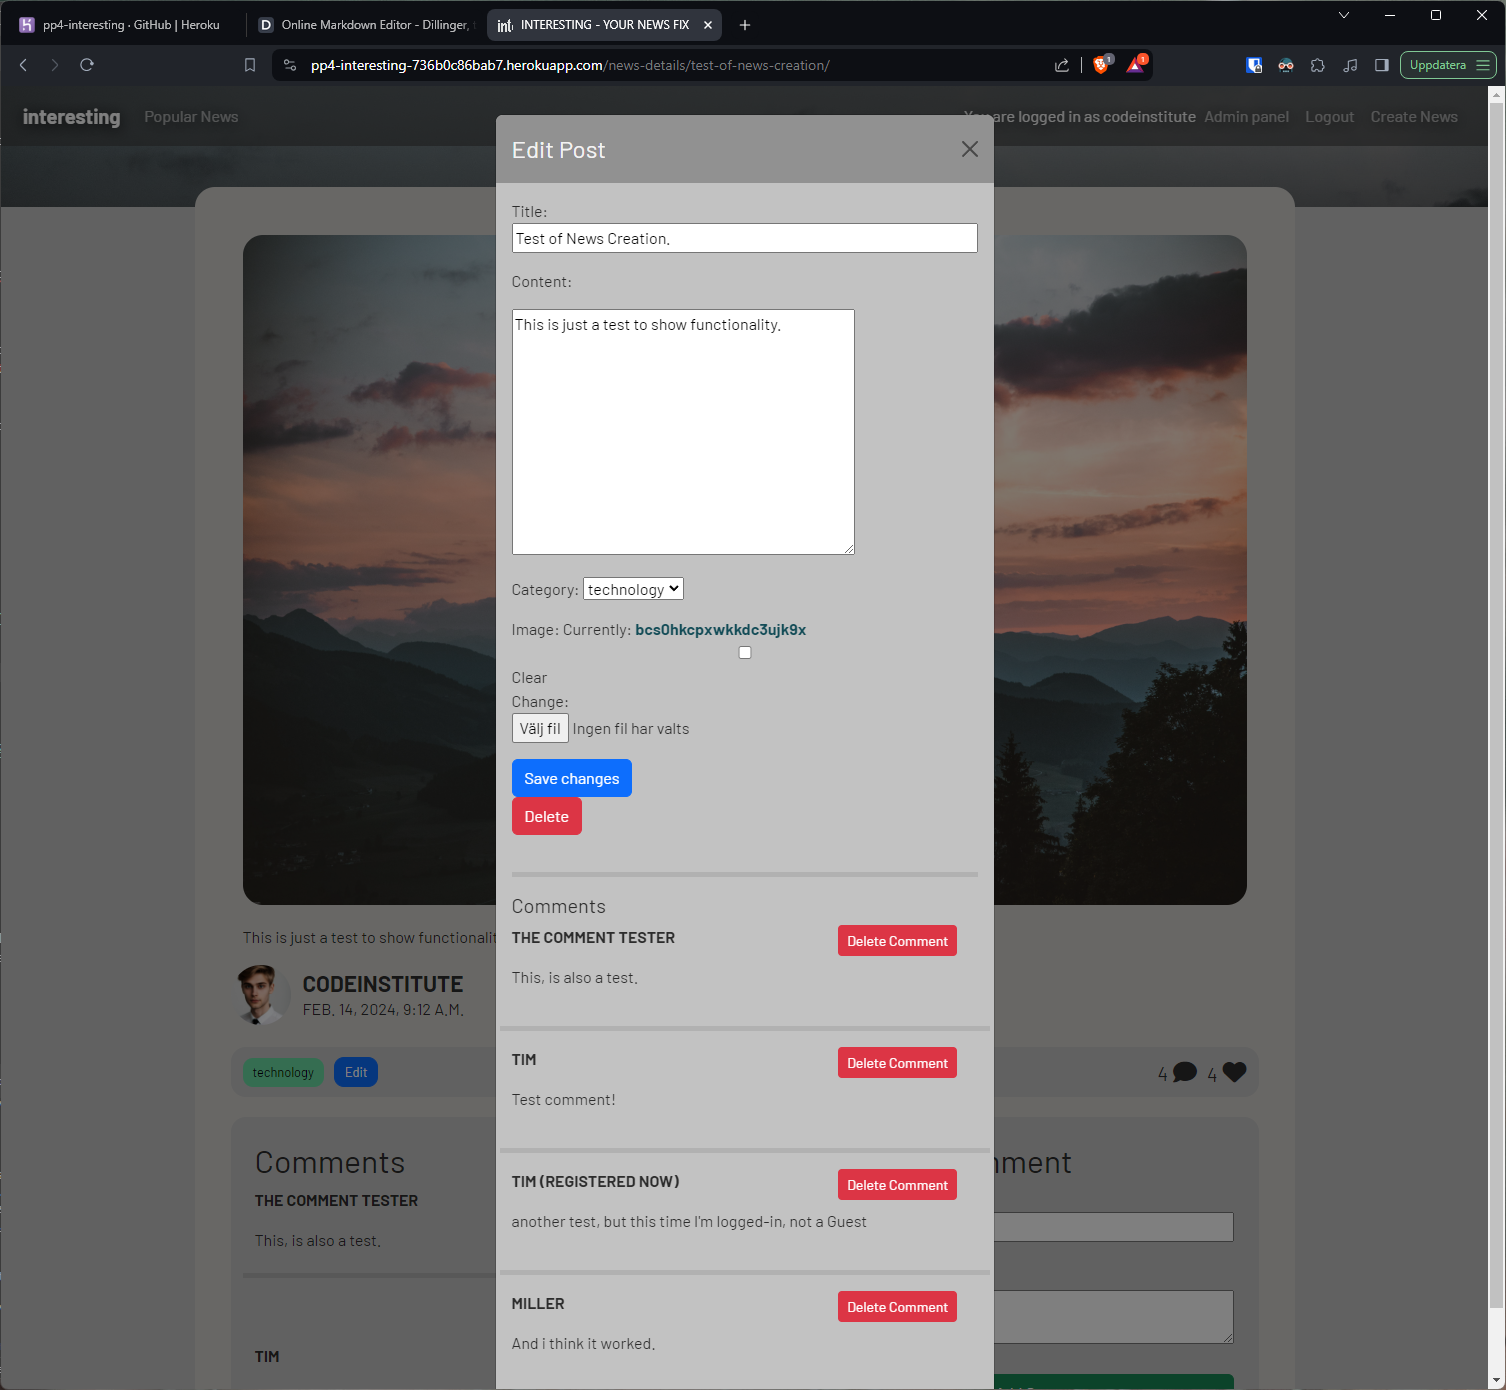 pp4-interesting · GitHub | Heroku
Online Markdown Editor - Dillinger,
INTERESTING - YOUR NEWS FIX
pp4-interesting-736b0c86bab7.herokuapp.com/news-details/test-of-news-creation/
1
1
Uppdatera
interesting
Popular News
You are logged in as codeinstitute
Admin panel
Logout
Create News
Edit Post
Title:
Test of News Creation.
Content:
This is just a test to show functionality.
Category: technology
Image: Currently: bcs0hkcpxwkkdc3ujk9x
Clear
Change:
Välj fil Ingen fil har valts
Save changes
Delete
Comments
THE COMMENT TESTER
Delete Comment
This, is also a test.
TIM
Delete Comment
Test comment!
TIM (REGISTERED NOW)
Delete Comment
another test, but this time I'm logged-in, not a Guest
MILLER
Delete Comment
And i think it worked.
This is just a test to show functionalit
CODEINSTITUTE
FEB. 14, 2024, 9:12 A.M.
technology
Edit
4
4
Comments
THE COMMENT TESTER
This, is also a test.
TIM
mment